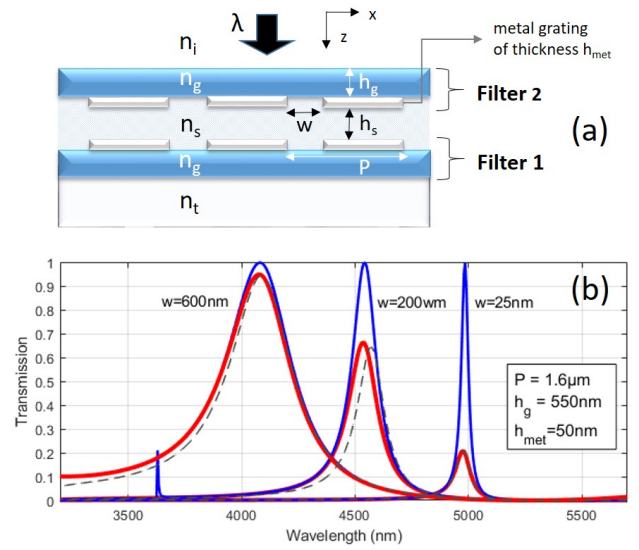 λ
x
z
n_i
metal grating
of thickness h_met
n_g
h_g
Filter 2
n_s
w
h_s
(a)
n_g
P
Filter 1
n_t
(b)
1
0.9
0.8
0.7
0.6
0.5
0.4
0.3
0.2
0.1
0
Transmission
w=600nm
w=200wm
w=25nm
P = 1.6μm
h_g = 550nm
h_met=50nm
3500 4000 4500 5000 5500
Wavelength (nm)